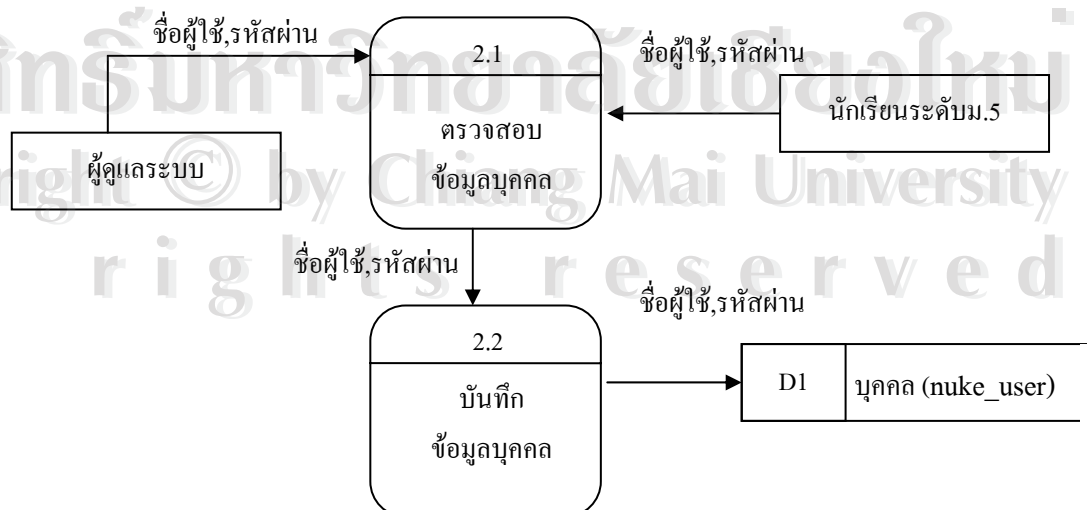 ชื่อผู้ใช้,รหัสผ่าน
2.1
ชื่อผู้ใช้,รหัสผ่าน
นักเรียนระดับม.5
ตรวจสอบ
ข้อมูลบุคคล
ผู้ดูแลระบบ
right © by Chiang Mai University
rights reserved
ชื่อผู้ใช้,รหัสผ่าน
ชื่อผู้ใช้,รหัสผ่าน
2.2
บันทึก
ข้อมูลบุคคล
D1
บุคคล (nuke_user)